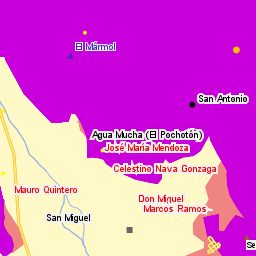 El Mármol
San Antonio
Agua Mucha (El Pochotón)
José María Mendoza
Celestino Nava Gonzaga
Mauro Quintero
Don Miguel
Marcos Ramos
San Miguel
Se